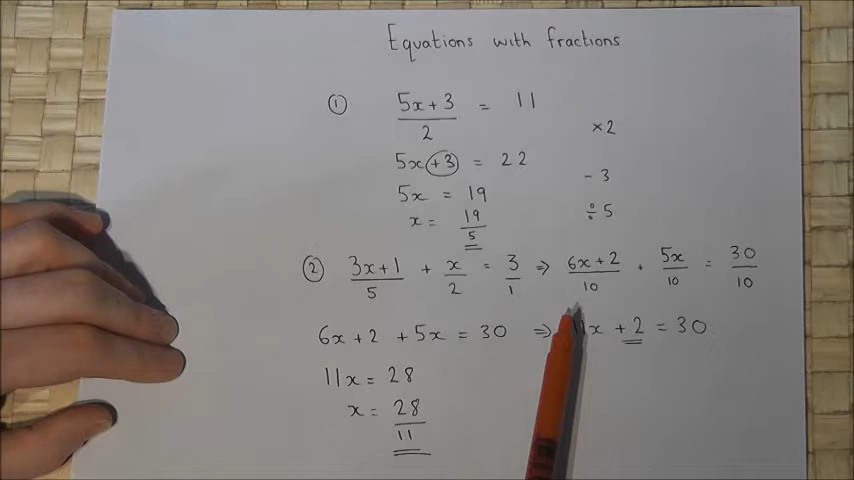 Equations with fractions
① (5x+3)/2 = 11
×2
5x +3 = 22
- 3
5x = 19
÷5
x = 19/5
② (3x+1)/5 + x/2 = 3/1 ⇒ (6x+2)/10 + 5x/10 = 30/10
6x+2 +5x = 30 ⇒ 11x +2 = 30
11x = 28
x = 28/11